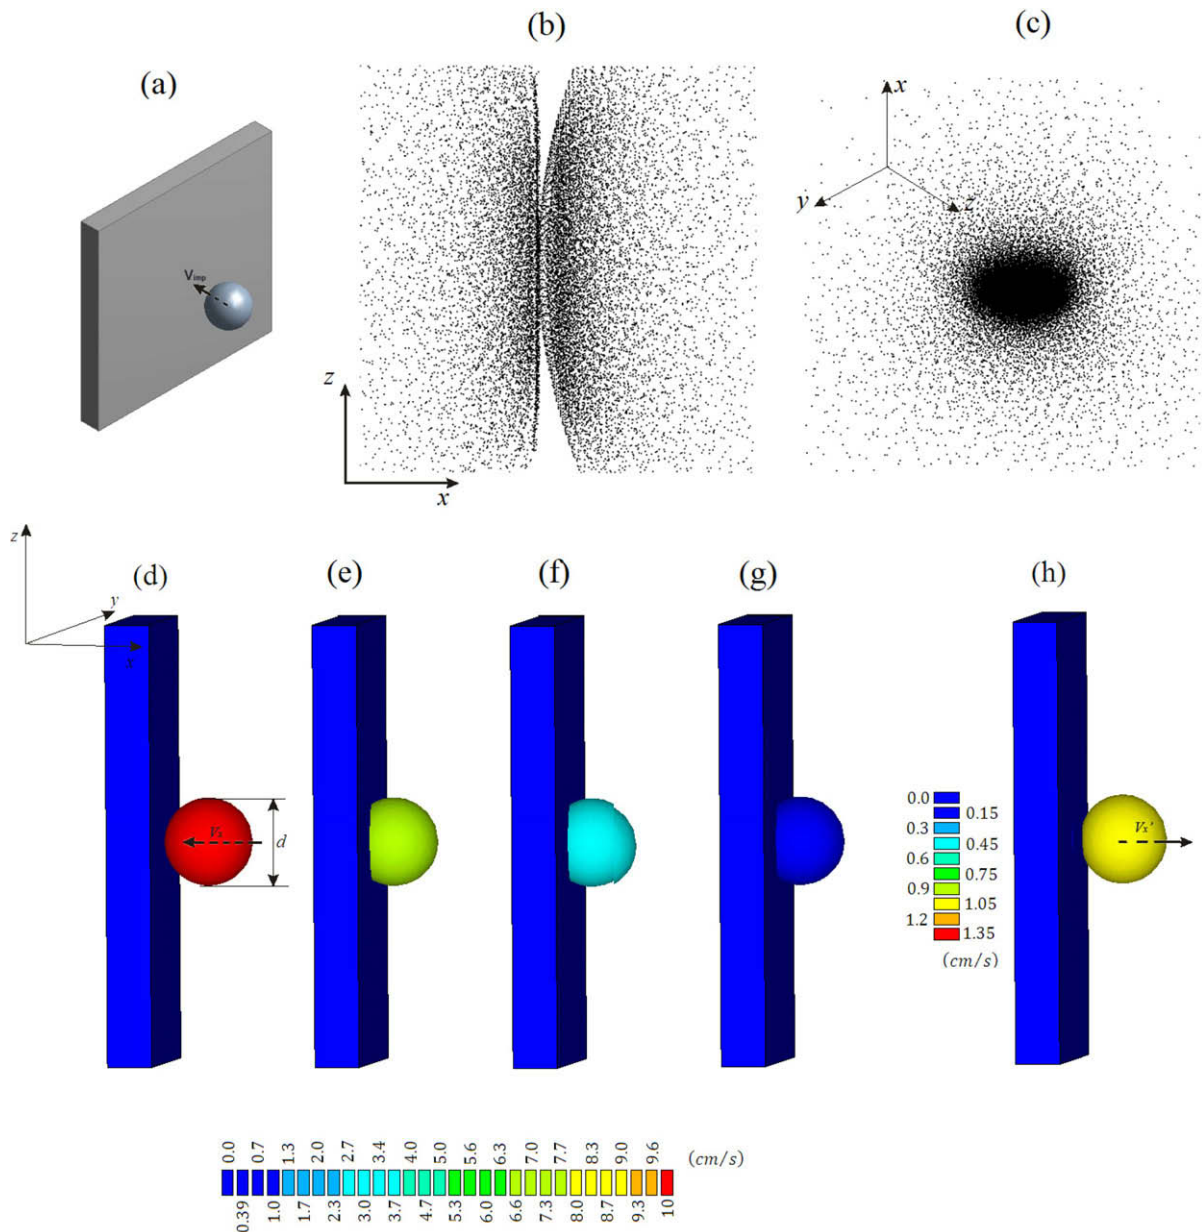 (a)
(b)
(c)
V_imp
z
x
x
y
z
(d)
(e)
(f)
(g)
(h)
z
y
x
V_x
d
V_x'
0.0
0.15
0.3
0.45
0.6
0.75
0.9
1.05
1.2
1.35
(cm/s)
0.0 0.7 1.3 2.0 2.7 3.4 4.0 5.0 5.6 6.3 7.0 7.7 8.3 9.0 9.6 (cm/s)
0.39 1.0 1.7 2.3 3.0 3.7 4.7 5.3 6.0 6.6 7.3 8.0 8.7 9.3 10